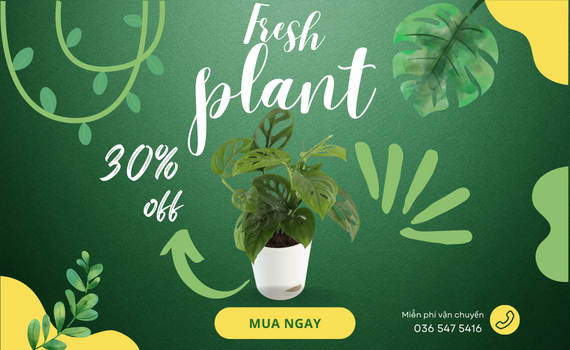 Fresh
plant
30%
off
MUA NGAY
Miễn phí vận chuyển
036 547 5416